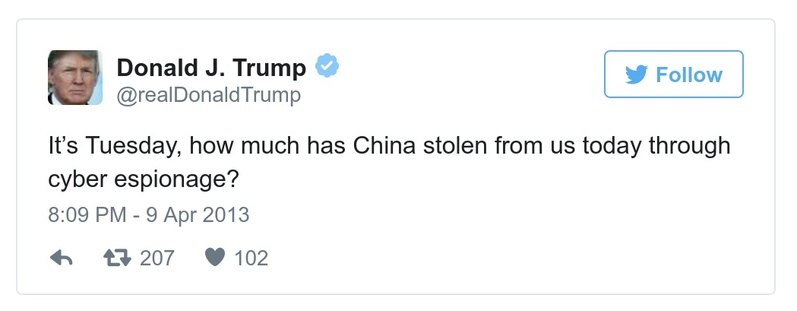 Donald J. Trump
@realDonaldTrump
Follow
It’s Tuesday, how much has China stolen from us today through
cyber espionage?
8:09 PM - 9 Apr 2013
207 102